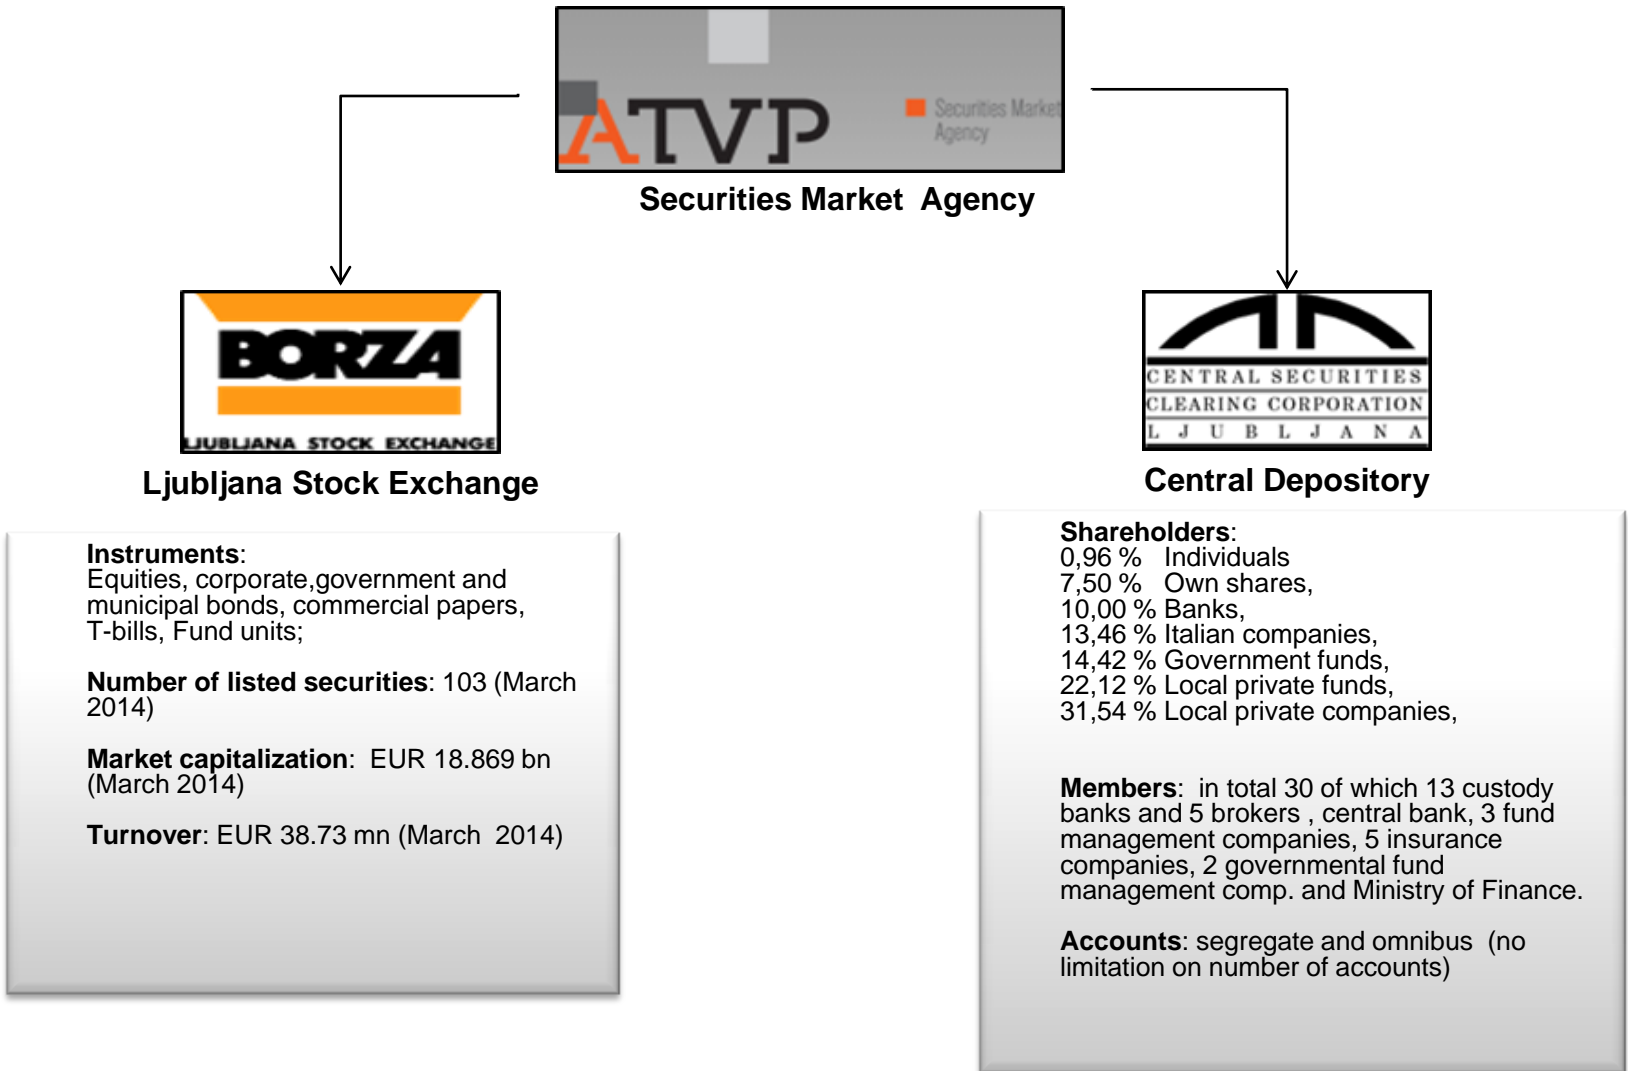 ATVP
Securities Market
Agency
Securities Market  Agency
BORZA
LJUBLJANA STOCK EXCHANGE
Ljubljana Stock Exchange
Instruments:
Equities, corporate,government and
municipal bonds, commercial papers,
T-bills, Fund units;
Number of listed securities: 103 (March
2014)
Market capitalization:  EUR 18.869 bn
(March 2014)
Turnover: EUR 38.73 mn (March  2014)
CENTRAL SECURITIES
CLEARING CORPORATION
LJUBLJANA
Central Depository
Shareholders:
0,96 %   Individuals
7,50 %   Own shares,
10,00 % Banks,
13,46 % Italian companies,
14,42 % Government funds,
22,12 % Local private funds,
31,54 % Local private companies,
Members:  in total 30 of which 13 custody
banks and 5 brokers , central bank, 3 fund
management companies, 5 insurance
companies, 2 governmental fund
management comp. and Ministry of Finance.
Accounts: segregate and omnibus  (no
limitation on number of accounts)